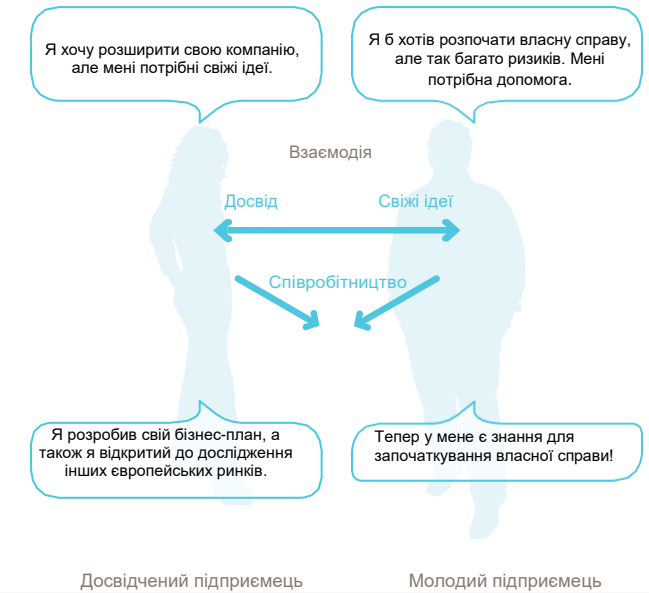 Я хочу розширити свою компанію,
але мені потрібні свіжі ідеї.
Я б хотів розпочати власну справу,
але так багато ризиків. Мені
потрібна допомога.
Взаємодія
Досвід
Свіжі ідеї
Співробітництво
Я розробив свій бізнес-план, а
також я відкритий до дослідження
інших європейських ринків.
Тепер у мене є знання для
започаткування власної справи!
Досвідчений підприємець
Молодий підприємець